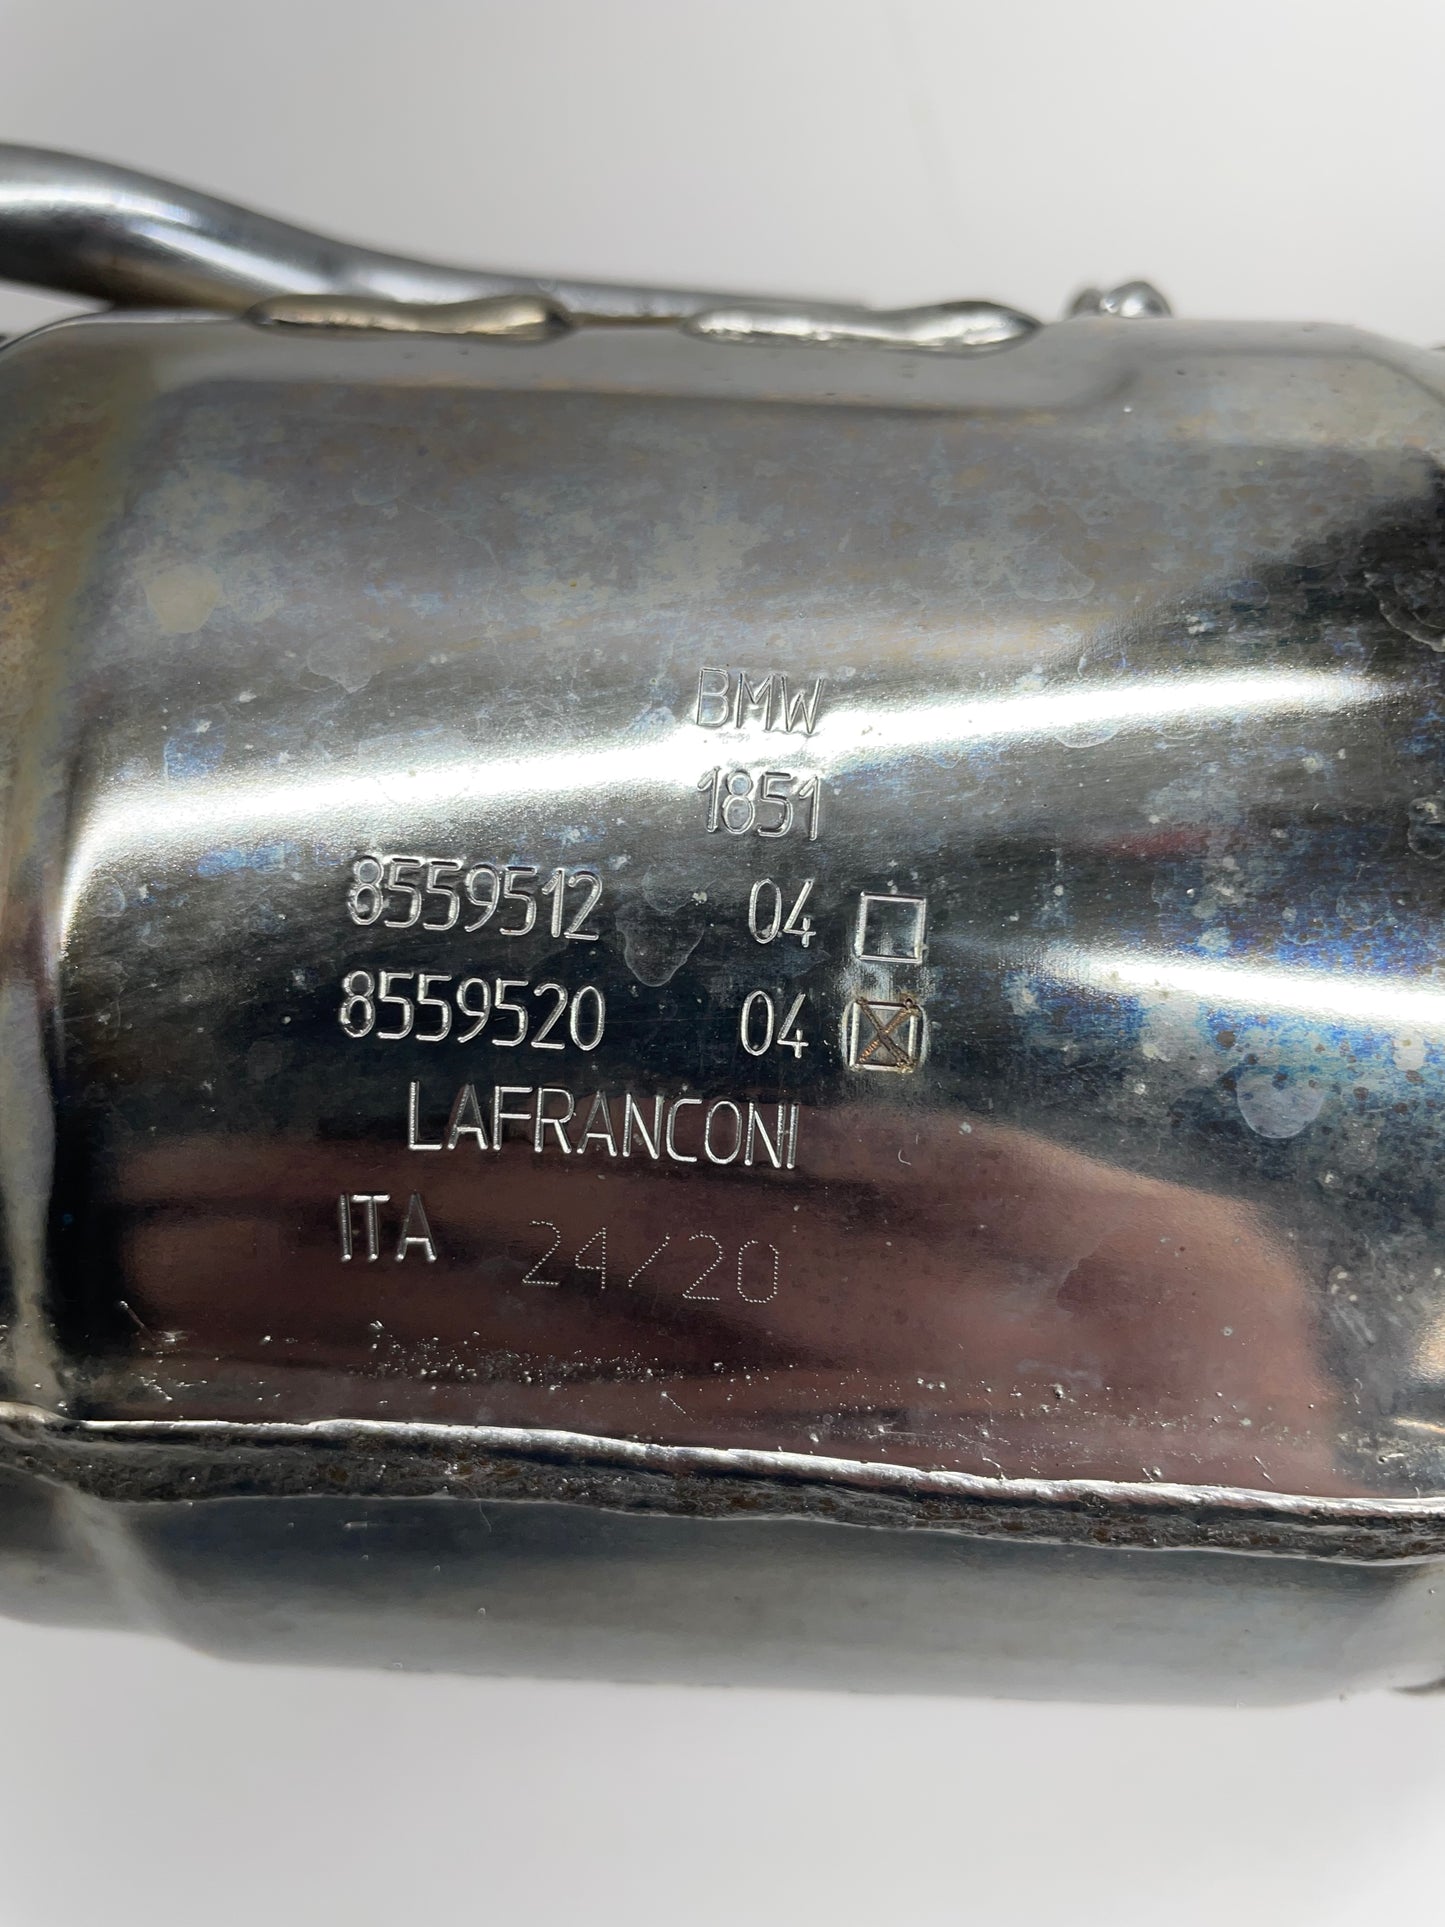 BMW
1851
8559512 04
8559520 04
LAFRANCONI
ITA 24/20